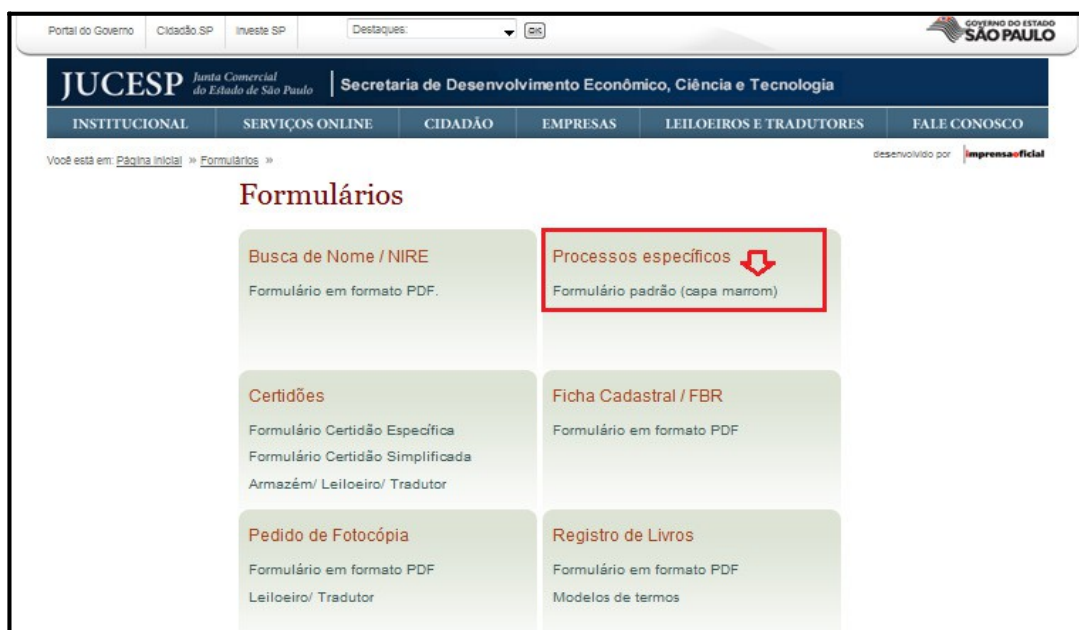 Portal do Governo Cidadão.SP Investe SP Destaques: OK GOVERNO DO ESTADO
SÃO PAULO
JUCESP Junta Comercial
do Estado de São Paulo
Secretaria de Desenvolvimento Econômico, Ciência e Tecnologia
INSTITUCIONAL SERVIÇOS ONLINE CIDADÃO EMPRESAS LEILOEIROS E TRADUTORES FALE CONOSCO
Você está em: Página Inicial » Formulários »
desenvolvido por imprensaoficial
Formulários
Busca de Nome / NIRE
Formulário em formato PDF.
Processos específicos
Formulário padrão (capa marrom)
Certidões
Formulário Certidão Específica
Formulário Certidão Simplificada
Armazém/ Leiloeiro/ Tradutor
Ficha Cadastral / FBR
Formulário em formato PDF
Pedido de Fotocópia
Formulário em formato PDF
Leiloeiro/ Tradutor
Registro de Livros
Formulário em formato PDF
Modelos de termos